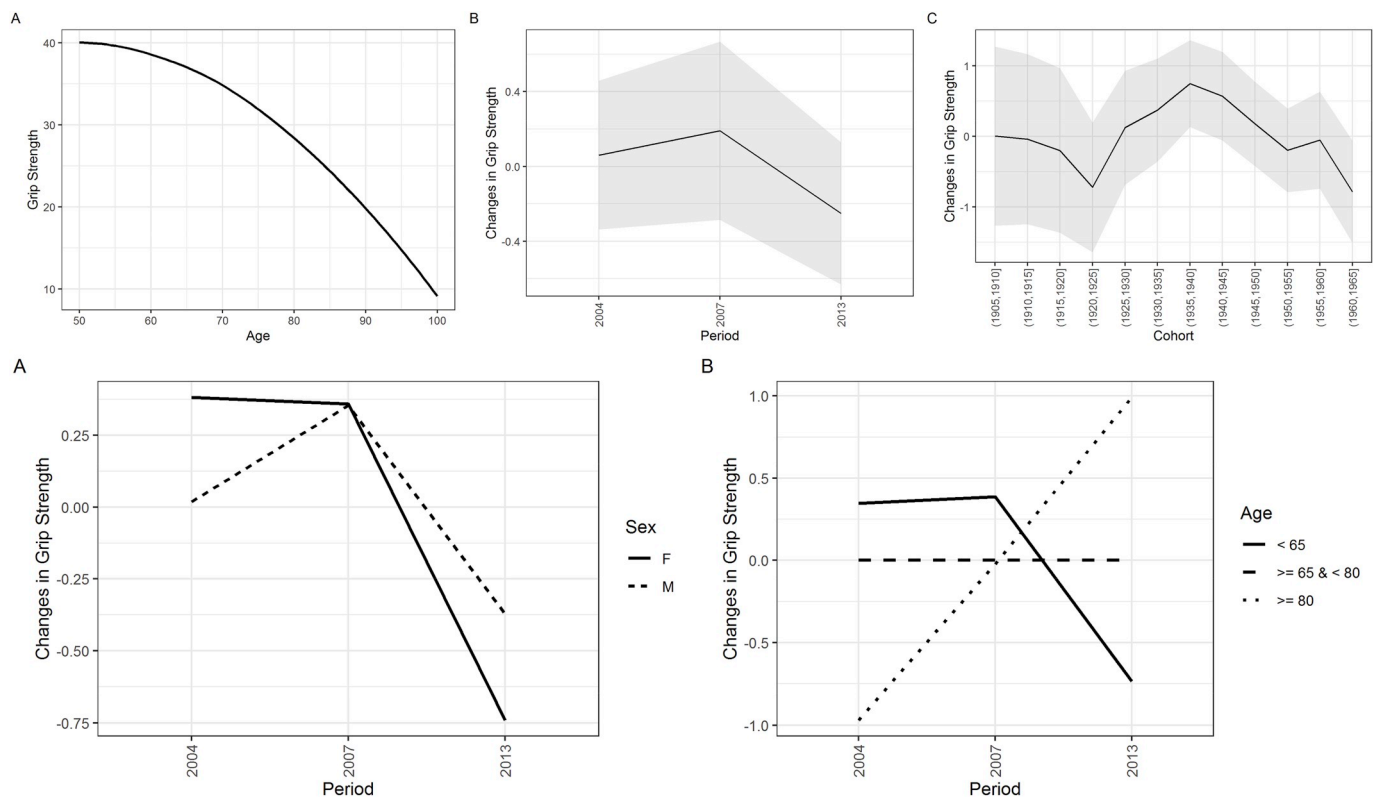 A
Grip Strength
40
30
20
10
50 60 70 80 90 100
Age
B
Changes in Grip Strength
0.4
0.0
-0.4
2004 2007 2013
Period
C
Changes in Grip Strength
1
0
-1
(1905,1910] (1910,1915] (1915,1920] (1920,1925] (1925,1930] (1930,1935] (1935,1940] (1940,1945] (1945,1950] (1950,1955] (1955,1960] (1960,1965]
Cohort
A
Changes in Grip Strength
0.25
0.00
-0.25
-0.50
-0.75
2004 2007 2013
Period
Sex
F
M
B
Changes in Grip Strength
1.0
0.5
0.0
-0.5
-1.0
2004 2007 2013
Period
Age
< 65
>= 65 & < 80
>= 80